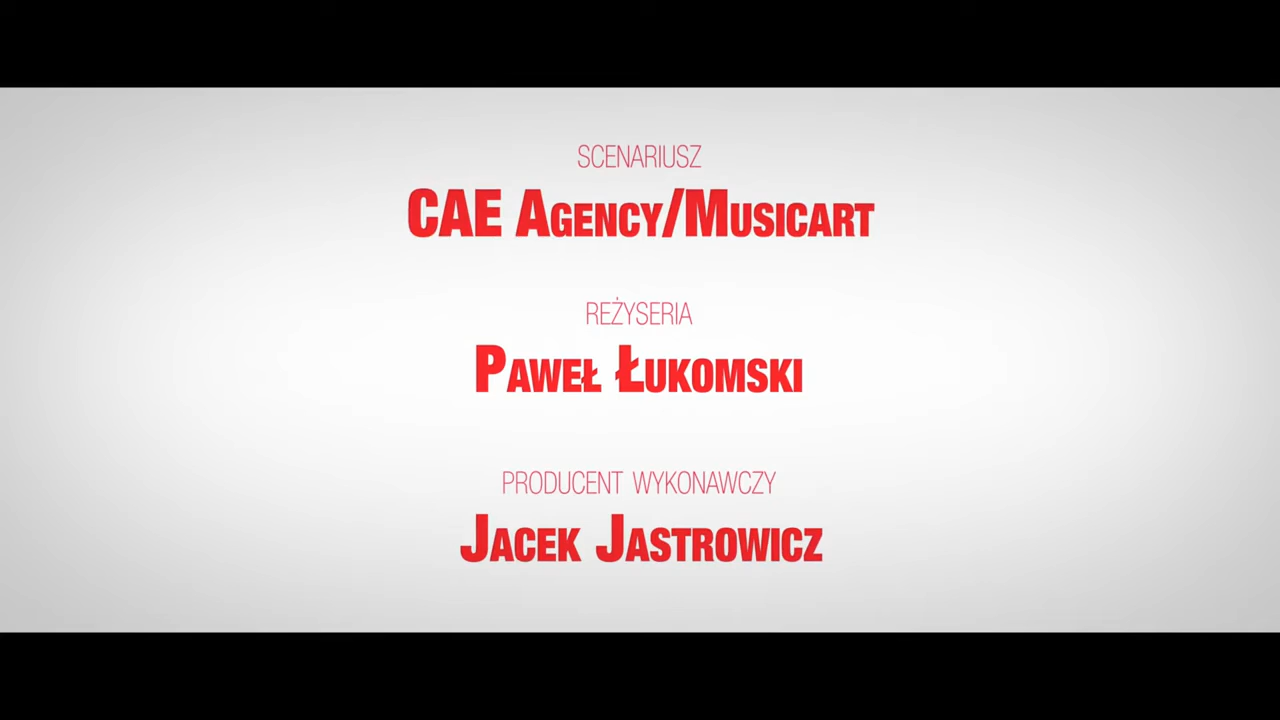 SCENARIUSZ
CAE AGENCY/MUSICART
REŻYSERIA
PAWEŁ ŁUKOMSKI
PRODUCENT WYKONAWCZY
JACEK JASTROWICZ